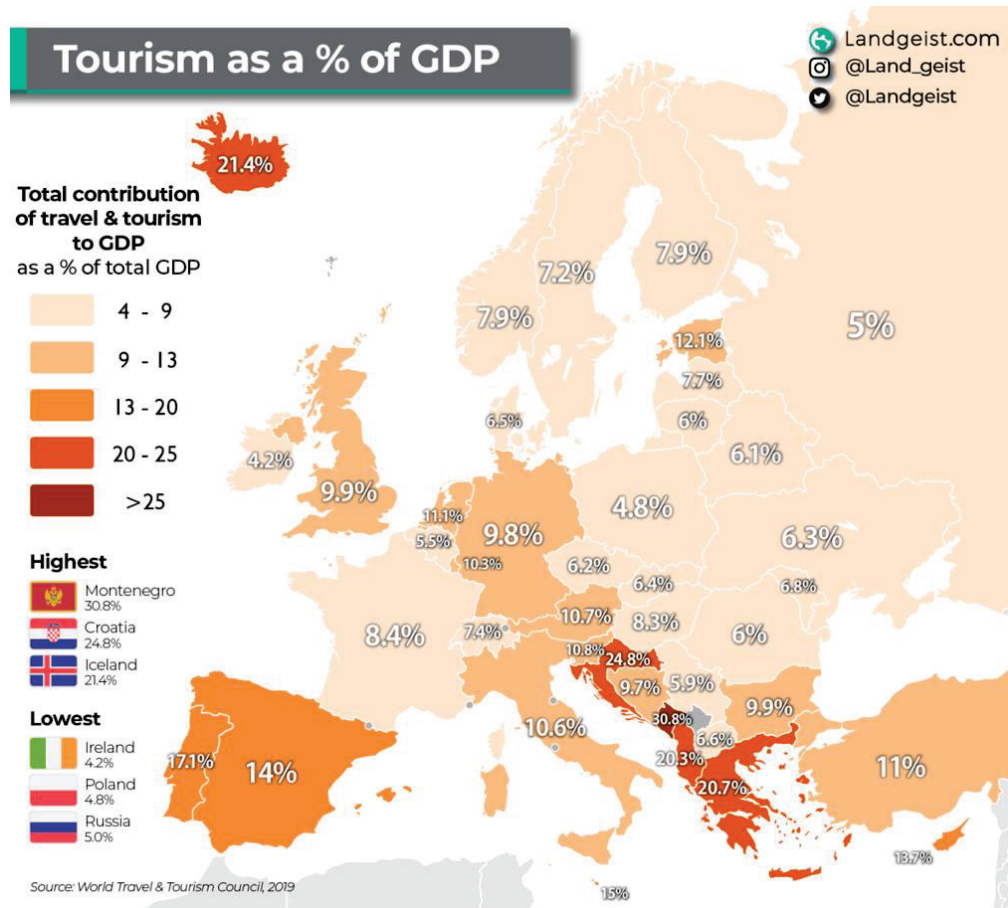 Tourism as a % of GDP
Landgeist.com
@Land_geist
@Landgeist
Total contribution
of travel & tourism
to GDP
as a % of total GDP
4 - 9
9 - 13
13 - 20
20 - 25
>25
Highest
Montenegro
30.8%
Croatia
24.8%
Iceland
21.4%
Lowest
Ireland
4.2%
Poland
4.8%
Russia
5.0%
21.4%
7.9%
7.2%
7.9%
5%
12.1%
7.7%
6%
6.5%
6.1%
4.2%
9.9%
11.1%
9.8%
4.8%
5.5%
10.3%
6.3%
6.2%
6.4%
6.8%
8.4%
7.4%
10.7%
8.3%
6%
10.8%
24.8%
9.7%
5.9%
10.6%
30.8%
9.9%
6.6%
17.1%
14%
20.3%
20.7%
11%
13.7%
15%
Source: World Travel & Tourism Council, 2019